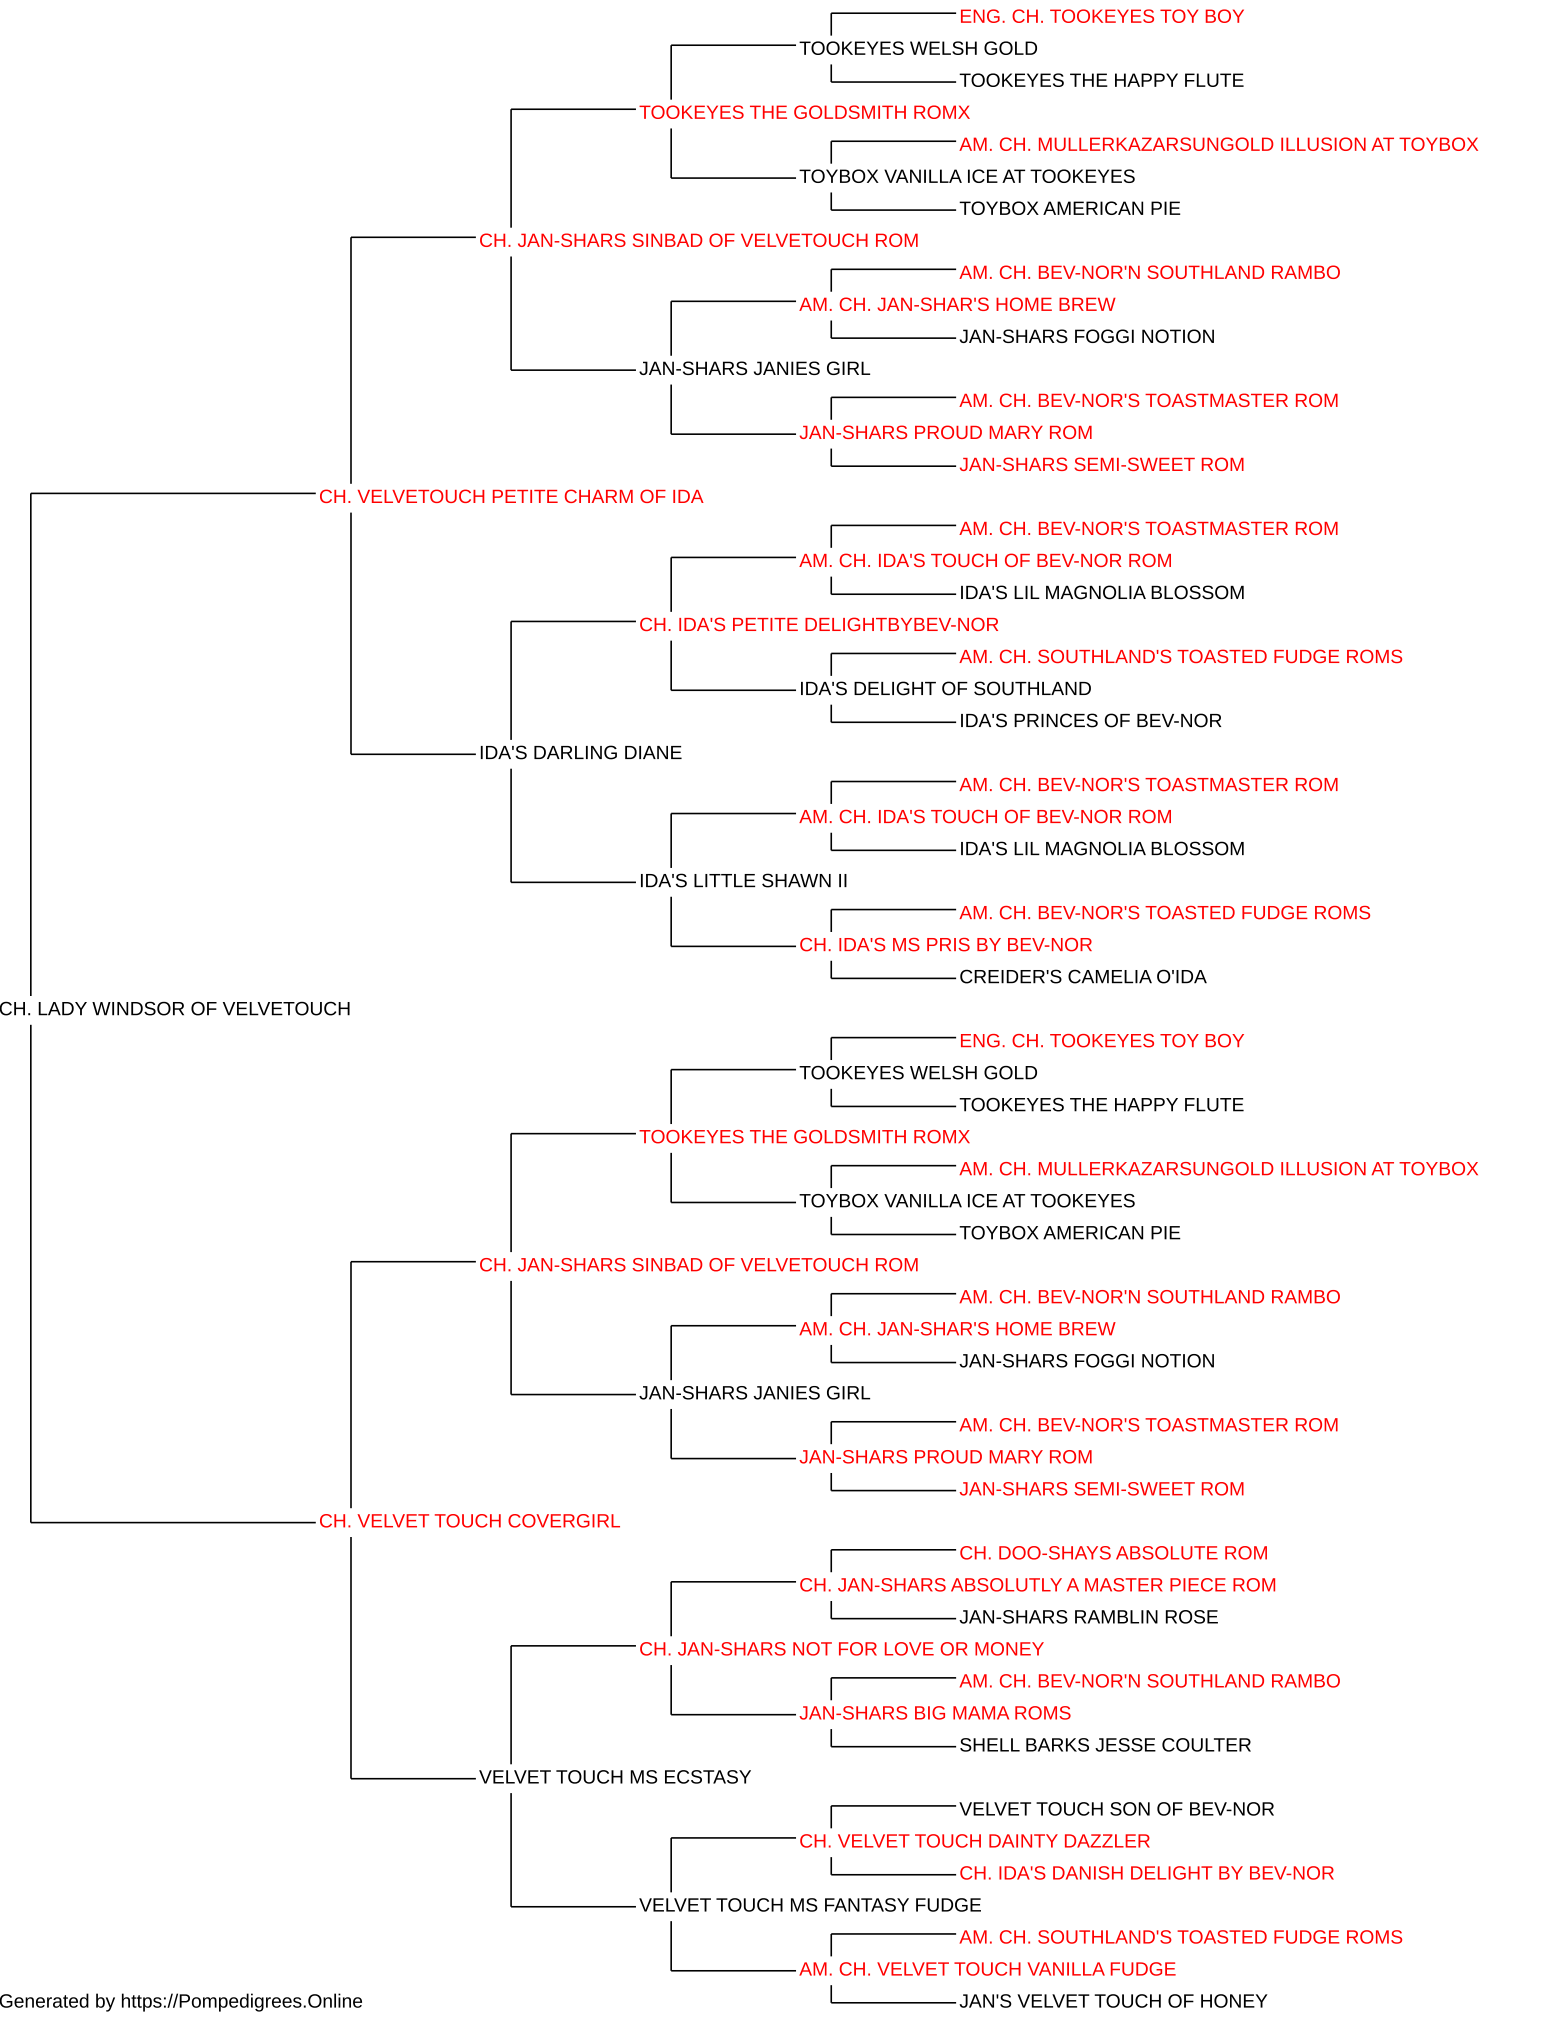 ENG. CH. TOOKEYES TOY BOY
TOOKEYES WELSH GOLD
TOOKEYES THE HAPPY FLUTE
TOOKEYES THE GOLDSMITH ROMX
AM. CH. MULLERKAZARSUNGOLD ILLUSION AT TOYBOX
TOYBOX VANILLA ICE AT TOOKEYES
TOYBOX AMERICAN PIE
CH. JAN-SHARS SINBAD OF VELVETOUCH ROM
AM. CH. BEV-NOR'N SOUTHLAND RAMBO
AM. CH. JAN-SHAR'S HOME BREW
JAN-SHARS FOGGI NOTION
JAN-SHARS JANIES GIRL
AM. CH. BEV-NOR'S TOASTMASTER ROM
JAN-SHARS PROUD MARY ROM
JAN-SHARS SEMI-SWEET ROM
CH. VELVETOUCH PETITE CHARM OF IDA
AM. CH. BEV-NOR'S TOASTMASTER ROM
AM. CH. IDA'S TOUCH OF BEV-NOR ROM
IDA'S LIL MAGNOLIA BLOSSOM
CH. IDA'S PETITE DELIGHTBYBEV-NOR
AM. CH. SOUTHLAND'S TOASTED FUDGE ROMS
IDA'S DELIGHT OF SOUTHLAND
IDA'S PRINCES OF BEV-NOR
IDA'S DARLING DIANE
AM. CH. BEV-NOR'S TOASTMASTER ROM
AM. CH. IDA'S TOUCH OF BEV-NOR ROM
IDA'S LIL MAGNOLIA BLOSSOM
IDA'S LITTLE SHAWN II
AM. CH. BEV-NOR'S TOASTED FUDGE ROMS
CH. IDA'S MS PRIS BY BEV-NOR
CREIDER'S CAMELIA O'IDA
CH. LADY WINDSOR OF VELVETOUCH
ENG. CH. TOOKEYES TOY BOY
TOOKEYES WELSH GOLD
TOOKEYES THE HAPPY FLUTE
TOOKEYES THE GOLDSMITH ROMX
AM. CH. MULLERKAZARSUNGOLD ILLUSION AT TOYBOX
TOYBOX VANILLA ICE AT TOOKEYES
TOYBOX AMERICAN PIE
CH. JAN-SHARS SINBAD OF VELVETOUCH ROM
AM. CH. BEV-NOR'N SOUTHLAND RAMBO
AM. CH. JAN-SHAR'S HOME BREW
JAN-SHARS FOGGI NOTION
JAN-SHARS JANIES GIRL
AM. CH. BEV-NOR'S TOASTMASTER ROM
JAN-SHARS PROUD MARY ROM
JAN-SHARS SEMI-SWEET ROM
CH. VELVET TOUCH COVERGIRL
CH. DOO-SHAYS ABSOLUTE ROM
CH. JAN-SHARS ABSOLUTLY A MASTER PIECE ROM
JAN-SHARS RAMBLIN ROSE
CH. JAN-SHARS NOT FOR LOVE OR MONEY
AM. CH. BEV-NOR'N SOUTHLAND RAMBO
JAN-SHARS BIG MAMA ROMS
SHELL BARKS JESSE COULTER
VELVET TOUCH MS ECSTASY
VELVET TOUCH SON OF BEV-NOR
CH. VELVET TOUCH DAINTY DAZZLER
CH. IDA'S DANISH DELIGHT BY BEV-NOR
VELVET TOUCH MS FANTASY FUDGE
AM. CH. SOUTHLAND'S TOASTED FUDGE ROMS
AM. CH. VELVET TOUCH VANILLA FUDGE
JAN'S VELVET TOUCH OF HONEY
Generated by https://Pompedigrees.Online